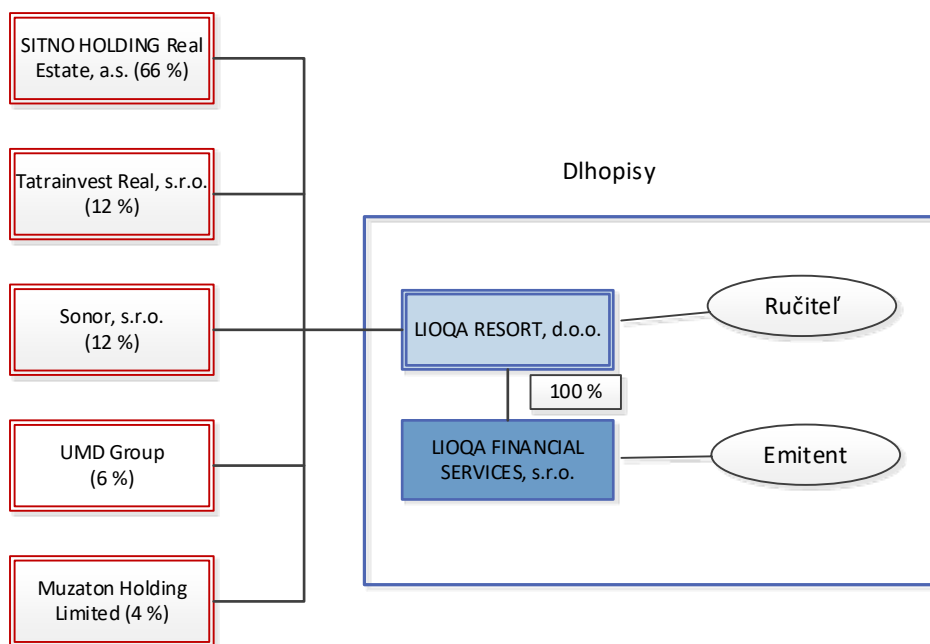 SITNO HOLDING Real
Estate, a.s. (66 %)
Tatrainvest Real, s.r.o.
(12 %)
Sonor, s.r.o.
(12 %)
UMD Group
(6 %)
Muzaton Holding
Limited (4 %)
Dlhopisy
LIOQA RESORT, d.o.o.
Ručiteľ
100 %
LIOQA FINANCIAL
SERVICES, s.r.o.
Emitent